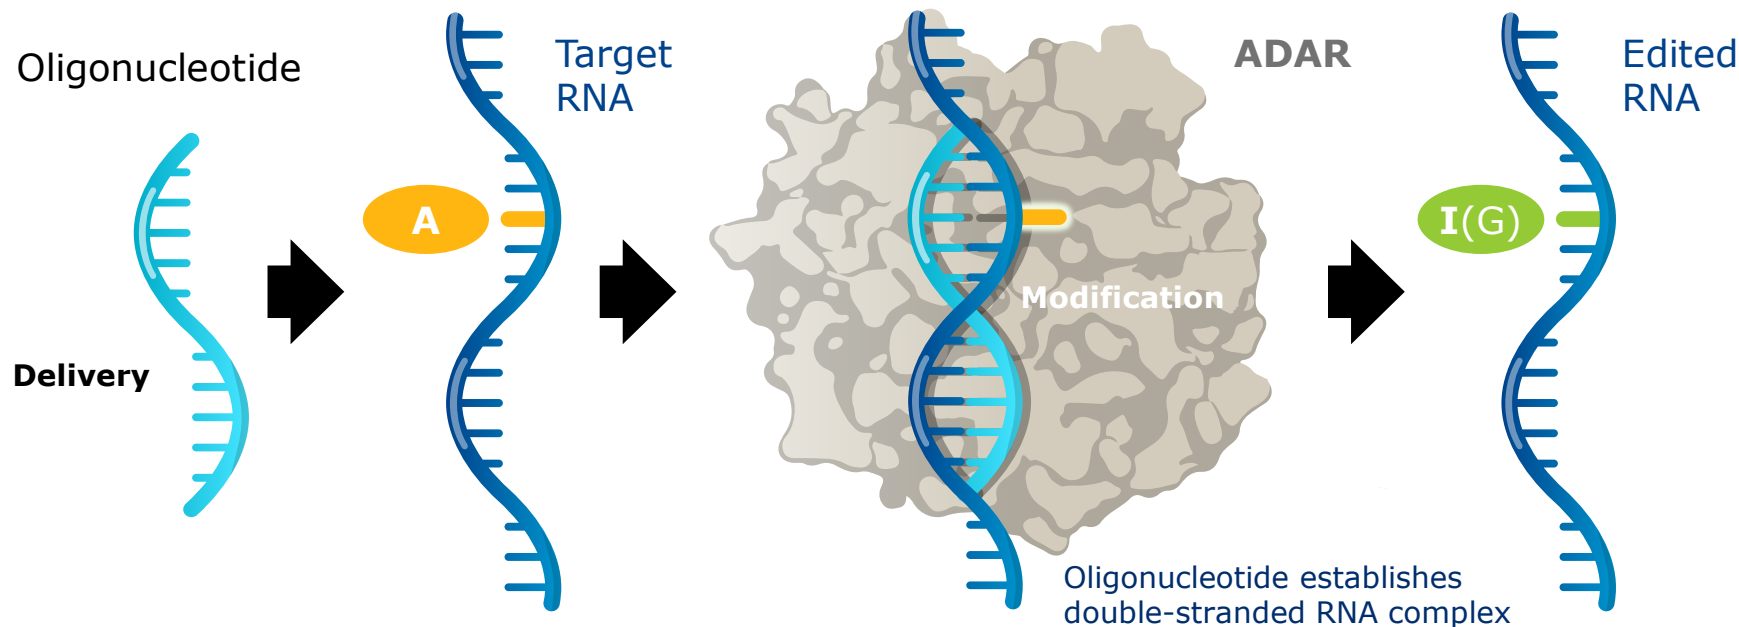 Oligonucleotide
Delivery
Target
RNA
A
ADAR
Modification
Oligonucleotide establishes
double-stranded RNA complex
Edited
RNA
I(G)